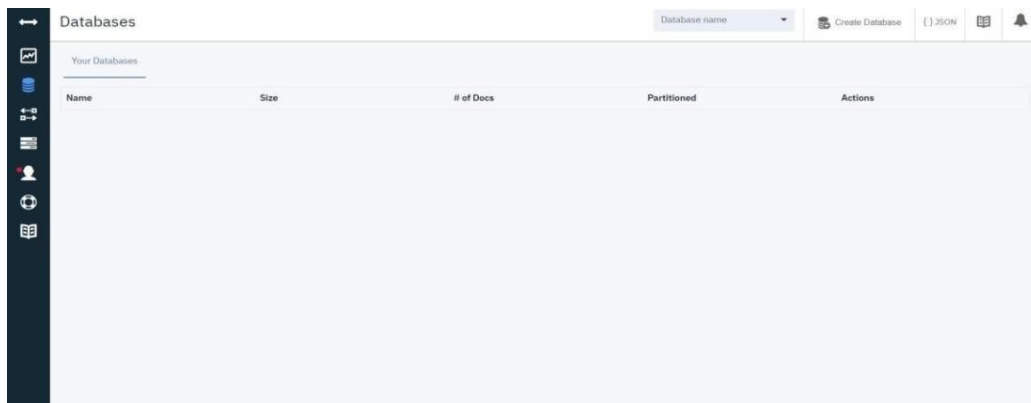 Databases
Database name
Create Database
{ } JSON
Your Databases
Name Size # of Docs Partitioned Actions